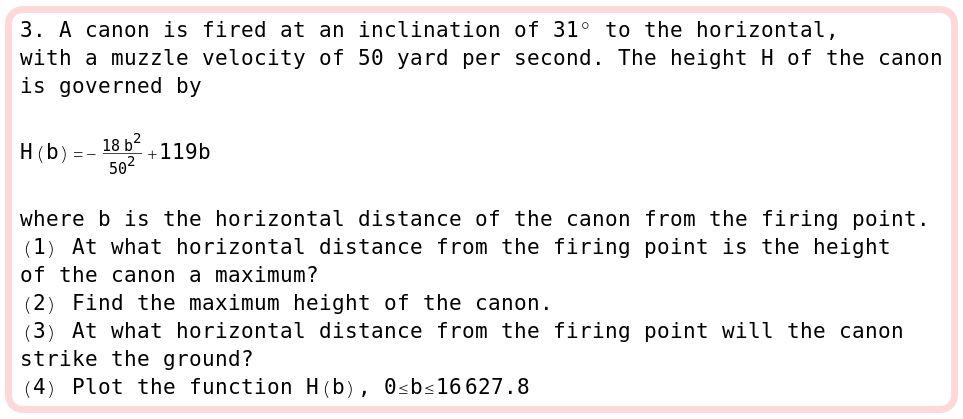 3. A canon is fired at an inclination of 31° to the horizontal,
with a muzzle velocity of 50 yard per second. The height H of the canon
is governed by
H(b)=-\frac{18 b^2}{50^2}+119b
where b is the horizontal distance of the canon from the firing point.
(1) At what horizontal distance from the firing point is the height
of the canon a maximum?
(2) Find the maximum height of the canon.
(3) At what horizontal distance from the firing point will the canon
strike the ground?
(4) Plot the function H(b), 0≤b≤16627.8